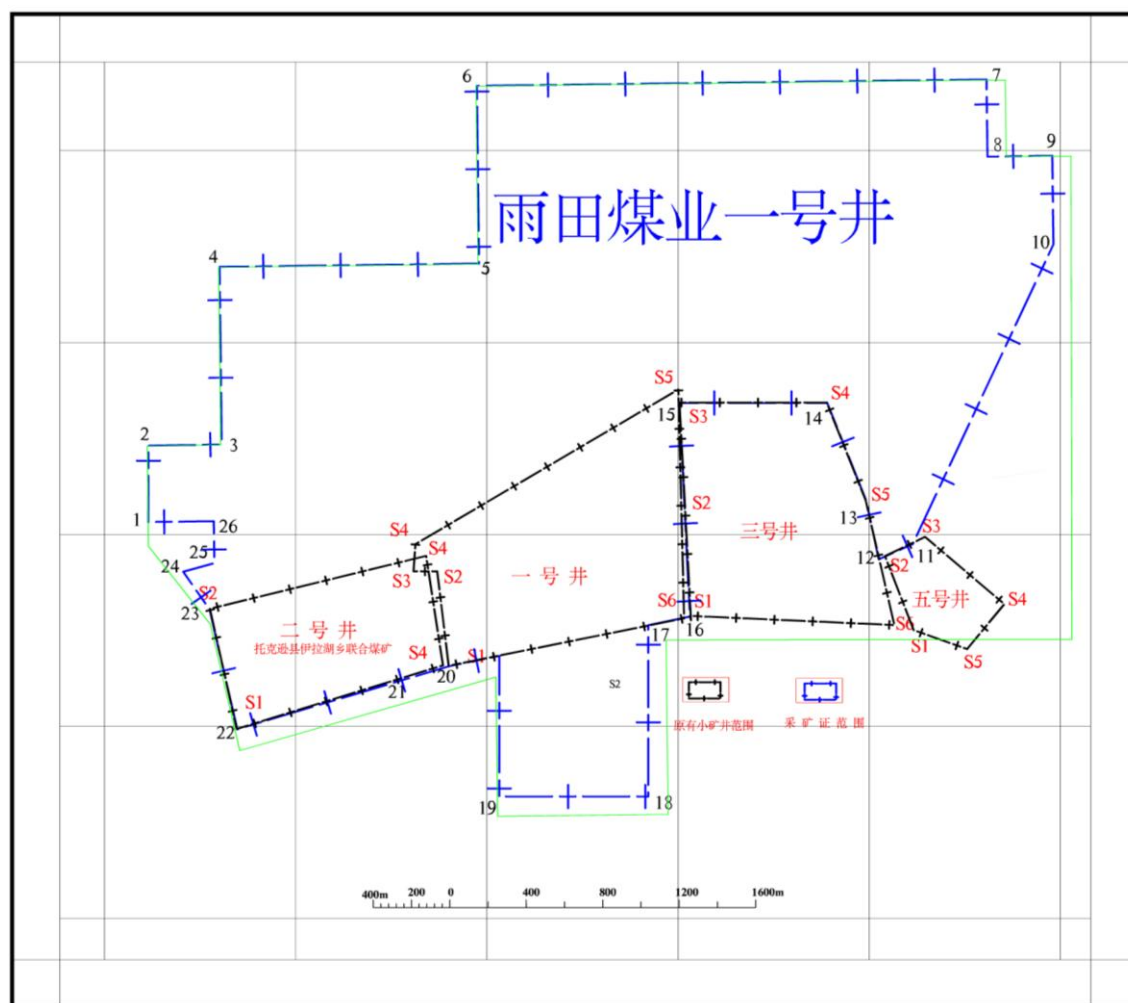 6
7
8
9
雨田煤业一号井
4
10
5
S5
S4
15
S3
14
2
3
S5
1
26
S2
13
三号井
S4
S3
25
S4
12
11
24
S3
S2
一 号 井
S2
S2
五号井
S4
23
S6
S1
二 号 井
17
16
S6
S1
托克逊县伊拉湖乡联合煤矿
S4
S1
S5
20
21
S2
S1
22
原有小矿井范围
采 矿 证 范 围
19
18
400m
200
0
400
800
1200
1600m